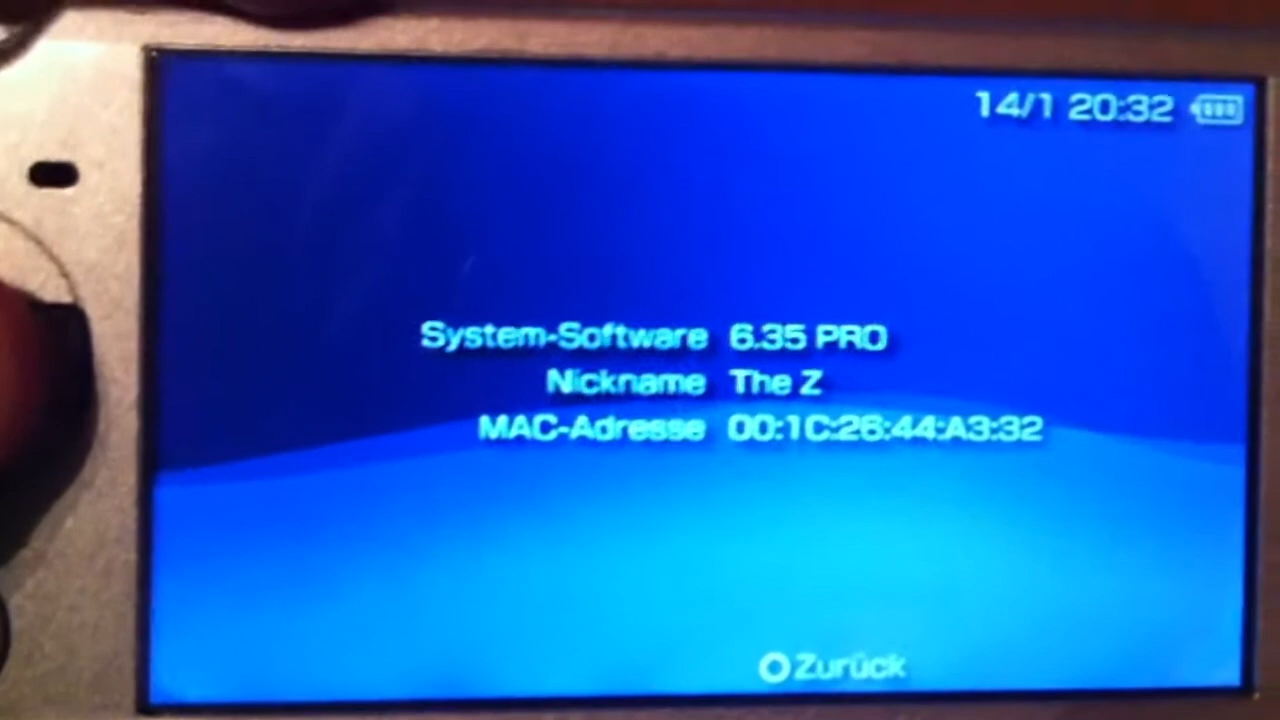 14/1 20:32
System-Software 6.35 PRO
Nickname The Z
MAC-Adresse 00:1C:26:44:A3:32
Zurück